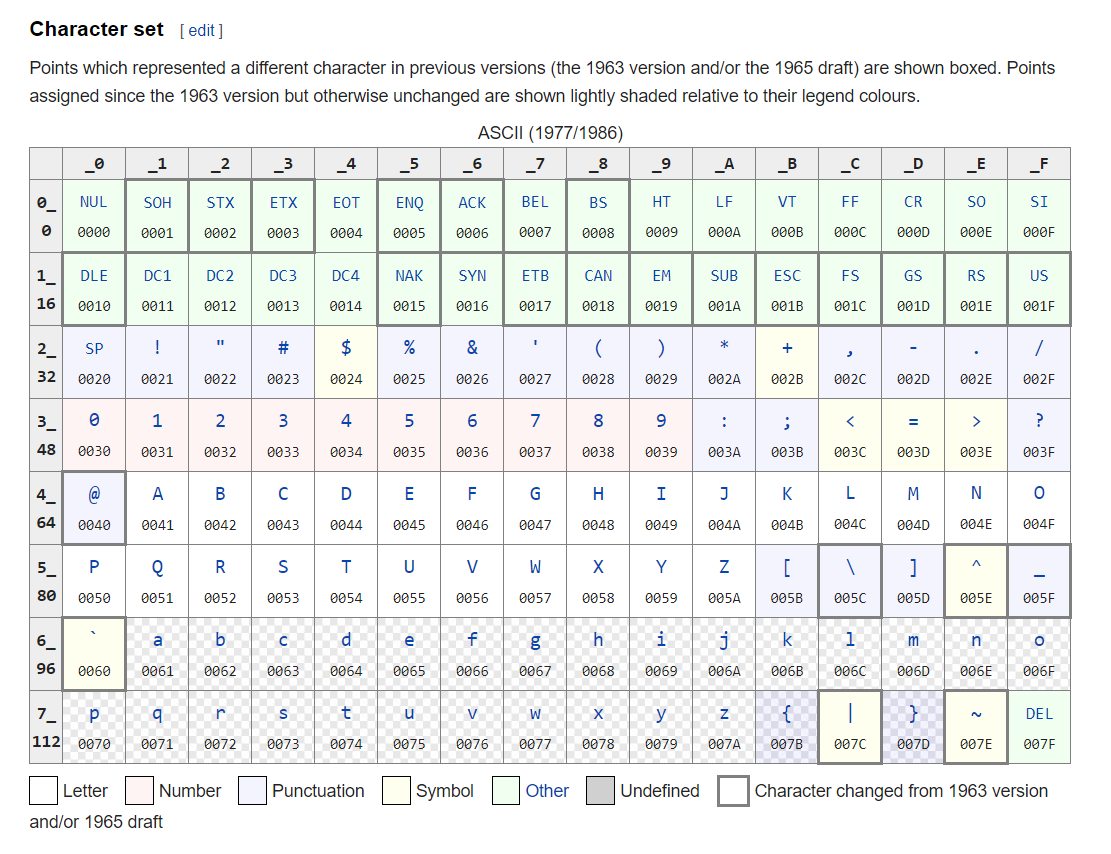 Character set [ edit ]
Points which represented a different character in previous versions (the 1963 version and/or the 1965 draft) are shown boxed. Points
assigned since the 1963 version but otherwise unchanged are shown lightly shaded relative to their legend colours.
ASCII (1977/1986)
_0 _1 _2 _3 _4 _5 _6 _7 _8 _9 _A _B _C _D _E _F
0_ NUL SOH STX ETX EOT ENQ ACK BEL BS HT LF VT FF CR SO SI
0 0000 0001 0002 0003 0004 0005 0006 0007 0008 0009 000A 000B 000C 000D 000E 000F
1_ DLE DC1 DC2 DC3 DC4 NAK SYN ETB CAN EM SUB ESC FS GS RS US
16 0010 0011 0012 0013 0014 0015 0016 0017 0018 0019 001A 001B 001C 001D 001E 001F
2_ SP ! " # $ % & ' ( ) * + , - . /
32 0020 0021 0022 0023 0024 0025 0026 0027 0028 0029 002A 002B 002C 002D 002E 002F
3_ 0 1 2 3 4 5 6 7 8 9 : ; < = > ?
48 0030 0031 0032 0033 0034 0035 0036 0037 0038 0039 003A 003B 003C 003D 003E 003F
4_ @ A B C D E F G H I J K L M N O
64 0040 0041 0042 0043 0044 0045 0046 0047 0048 0049 004A 004B 004C 004D 004E 004F
5_ P Q R S T U V W X Y Z [ \ ] ^ _
80 0050 0051 0052 0053 0054 0055 0056 0057 0058 0059 005A 005B 005C 005D 005E 005F
6_ ` a b c d e f g h i j k l m n o
96 0060 0061 0062 0063 0064 0065 0066 0067 0068 0069 006A 006B 006C 006D 006E 006F
7_ p q r s t u v w x y z { | } ~ DEL
112 0070 0071 0072 0073 0074 0075 0076 0077 0078 0079 007A 007B 007C 007D 007E 007F
Letter Number Punctuation Symbol Other Undefined Character changed from 1963 version
and/or 1965 draft